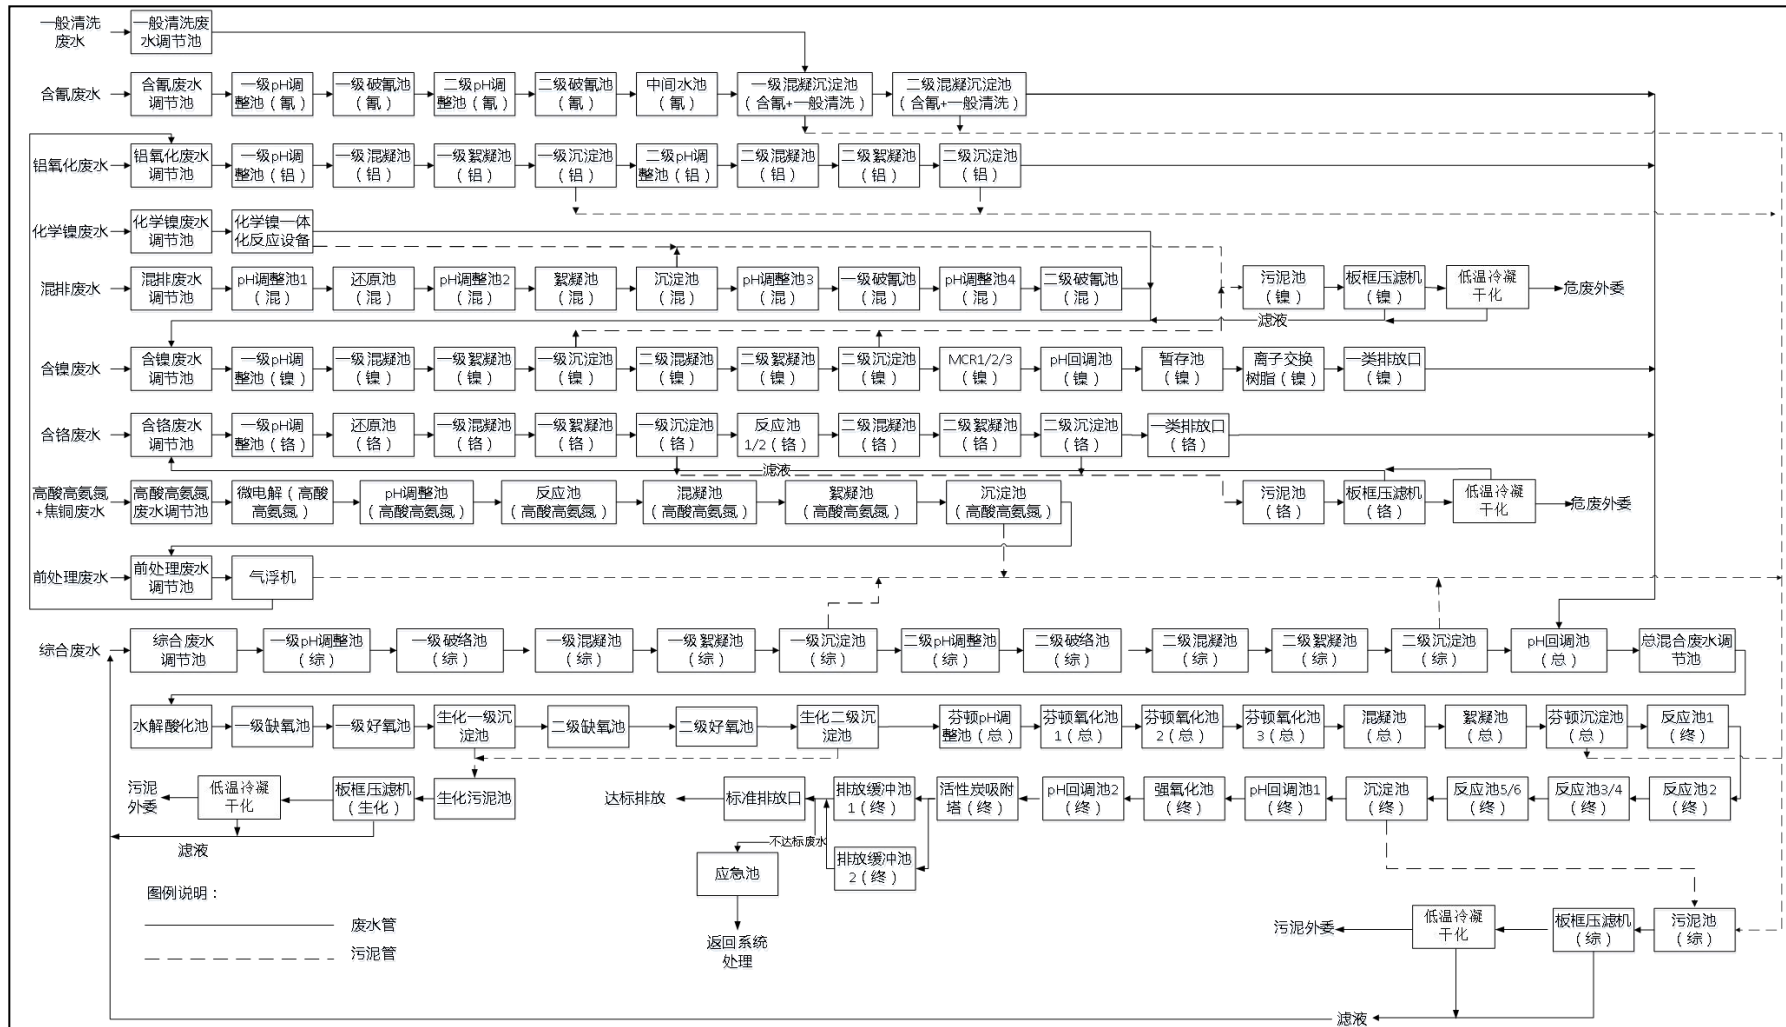 一般清洗
废水
一般清洗废
水调节池
含氰废水
含氰废水
调节池
一级pH调
整池（氰）
一级破氰池
（氰）
二级pH调
整池（氰）
二级破氰池
（氰）
中间水池
（氰）
一级混凝沉淀池
（含氰+一般清洗）
二级混凝沉淀池
（含氰+一般清洗）
铝氧化废水
铝氧化废水
调节池
一级pH调
整池（铝）
一级混凝池
（铝）
一级絮凝池
（铝）
一级沉淀池
（铝）
二级pH调
整池（铝）
二级混凝池
（铝）
二级絮凝池
（铝）
二级沉淀池
（铝）
化学镍废水
化学镍废水
调节池
化学镍一体
化反应设备
混排废水
混排废水
调节池
pH调整池1
（混）
还原池
（混）
pH调整池2
（混）
絮凝池
（混）
沉淀池
（混）
pH调整池3
（混）
一级破氰池
（混）
pH调整池4
（混）
二级破氰池
（混）
污泥池
（镍）
板框压滤机
（镍）
低温冷凝
干化
危废外委
滤液
含镍废水
含镍废水
调节池
一级pH调
整池（镍）
一级混凝池
（镍）
一级絮凝池
（镍）
一级沉淀池
（镍）
二级混凝池
（镍）
二级絮凝池
（镍）
二级沉淀池
（镍）
MCR1/2/3
（镍）
pH回调池
（镍）
暂存池
（镍）
离子交换
树脂（镍）
一类排放口
（镍）
含铬废水
含铬废水
调节池
一级pH调
整池（铬）
还原池
（铬）
一级混凝池
（铬）
一级絮凝池
（铬）
一级沉淀池
（铬）
反应池
1/2（铬）
二级混凝池
（铬）
二级絮凝池
（铬）
二级沉淀池
（铬）
一类排放口
（铬）
滤液
高酸高氨氮
+焦铜废水
高酸高氨氮
废水调节池
微电解（高酸
高氨氮）
pH调整池
（高酸高氨氮）
反应池
（高酸高氨氮）
混凝池
（高酸高氨氮）
絮凝池
（高酸高氨氮）
沉淀池
（高酸高氨氮）
污泥池
（铬）
板框压滤机
（铬）
低温冷凝
干化
危废外委
前处理废水
前处理废水
调节池
气浮机
综合废水
综合废水
调节池
一级pH调整池
（综）
一级破络池
（综）
一级混凝池
（综）
一级絮凝池
（综）
一级沉淀池
（综）
二级pH调整池
（综）
二级破络池
（综）
二级混凝池
（综）
二级絮凝池
（综）
二级沉淀池
（综）
pH回调池
（总）
总混合废水调
节池
水解酸化池
一级缺氧池
一级好氧池
生化一级沉
淀池
二级缺氧池
二级好氧池
生化二级沉
淀池
芬顿pH调
整池（总）
芬顿氧化池
1（总）
芬顿氧化池
2（总）
芬顿氧化池
3（总）
混凝池
（总）
絮凝池
（总）
芬顿沉淀池
（总）
反应池1
（终）
污泥
外委
低温冷凝
干化
板框压滤机
（生化）
生化污泥池
达标排放
标准排放口
排放缓冲池
1（终）
活性炭吸附
塔（终）
pH回调池2
（终）
强氧化池
（终）
pH回调池1
（终）
沉淀池
（终）
反应池5/6
（终）
反应池3/4
（终）
反应池2
（终）
滤液
不达标废水
应急池
排放缓冲池
2（终）
图例说明：
废水管
污泥管
返回系统
处理
污泥外委
低温冷凝
干化
板框压滤机
（综）
污泥池
（综）
滤液